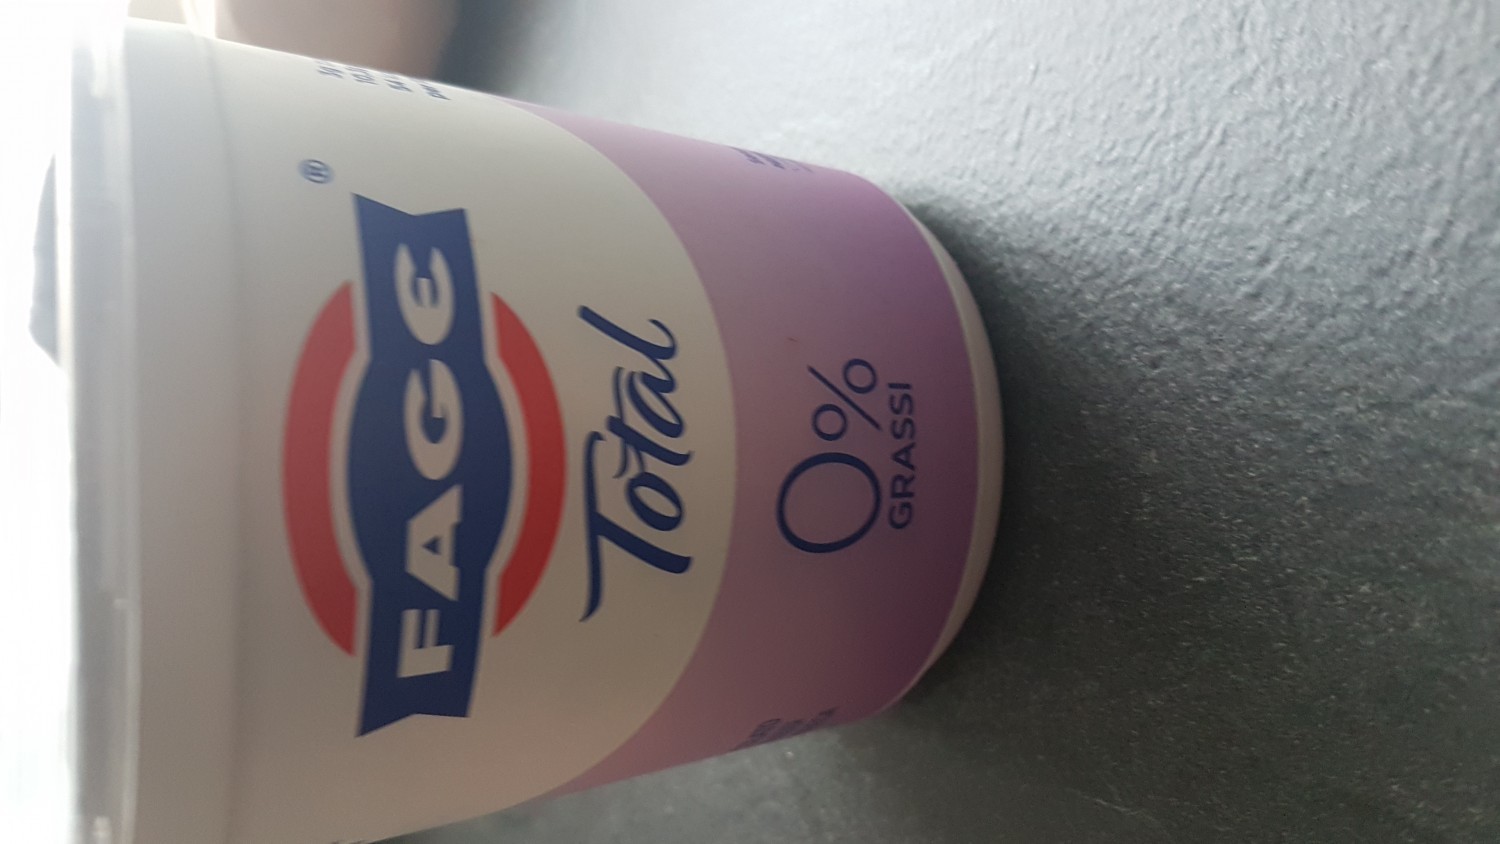 FAGE
®
Total
0%
GRASSI